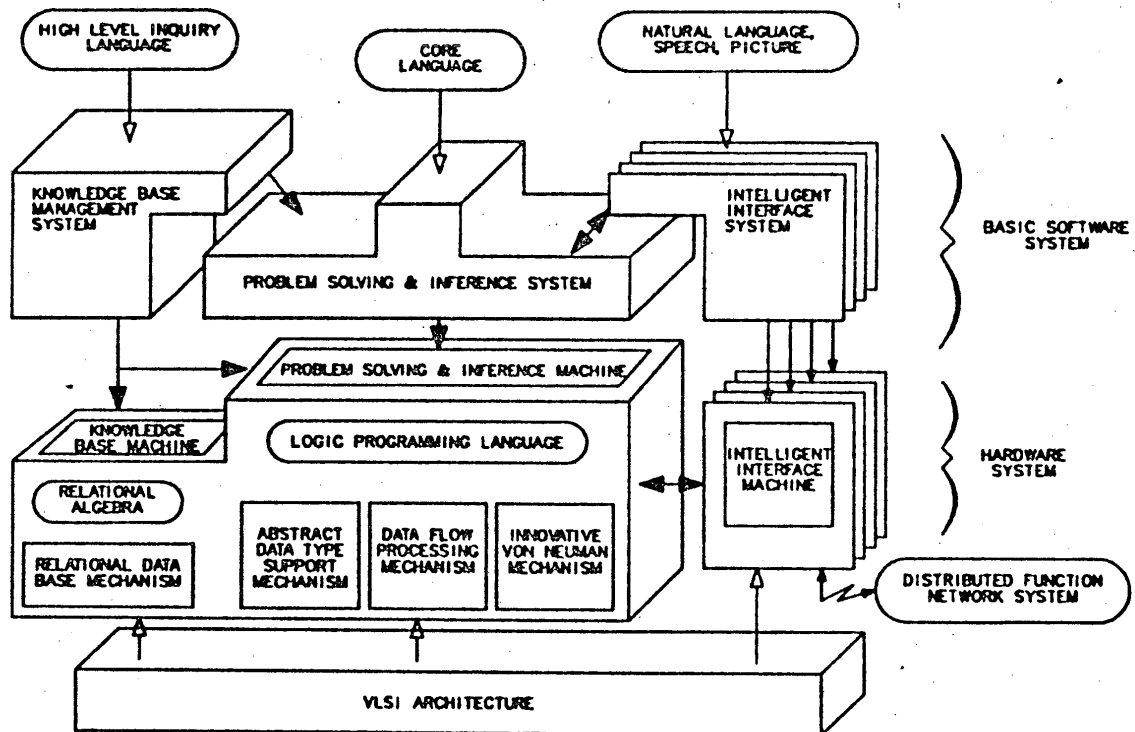 HIGH LEVEL INQUIRY
LANGUAGE
CORE
LANGUAGE
NATURAL LANGUAGE,
SPEECH, PICTURE
KNOWLEDGE BASE
MANAGEMENT
SYSTEM
INTELLIGENT
INTERFACE
SYSTEM
BASIC SOFTWARE
SYSTEM
PROBLEM SOLVING & INFERENCE SYSTEM
PROBLEM SOLVING & INFERENCE MACHINE
KNOWLEDGE
BASE MACHINE
LOGIC PROGRAMMING LANGUAGE
INTELLIGENT
INTERFACE
MACHINE
HARDWARE
SYSTEM
RELATIONAL
ALGEBRA
RELATIONAL DATA
BASE MECHANISM
ABSTRACT
DATA TYPE
SUPPORT
MECHANISM
DATA FLOW
PROCESSING
MECHANISM
INNOVATIVE
VON NEUMAN
MECHANISM
DISTRIBUTED FUNCTION
NETWORK SYSTEM
VLSI ARCHITECTURE